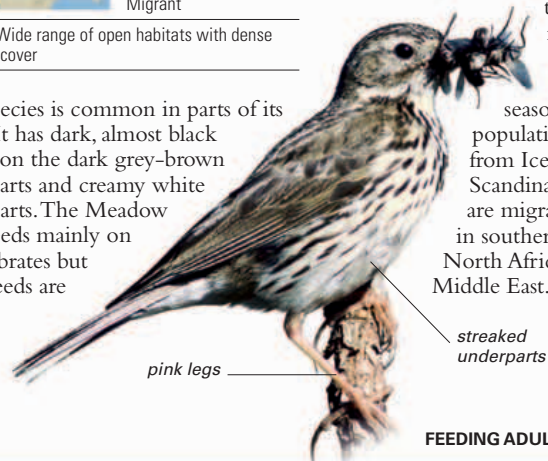 Migrant
Wide range of open habitats with dense
cover
ecies is common in parts of its
t has dark, almost black
on the dark grey-brown
arts and creamy white
arts. The Meadow
eds mainly on
brates but
eeds are
seaso
populati
from Ice
Scandina
are migra
in souther
North Afric
Middle East.
streaked
underparts
pink legs
FEEDING ADUL